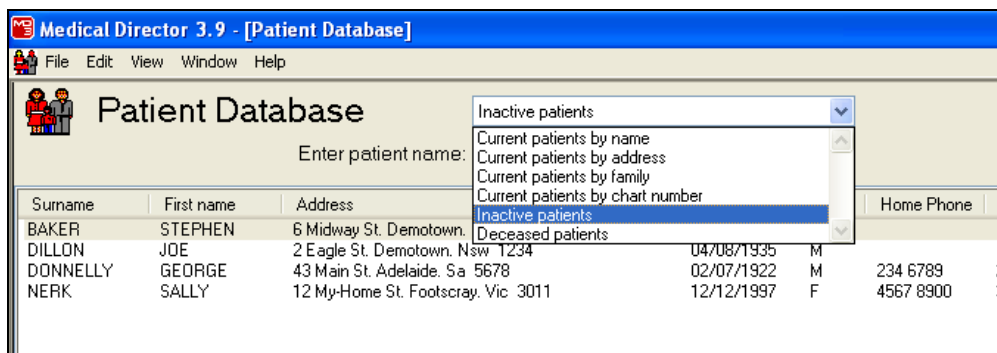 Medical Director 3.9 - [Patient Database]
File Edit View Window Help
Patient Database
Inactive patients
Enter patient name:
Current patients by name
Current patients by address
Current patients by family
Current patients by chart number
Inactive patients
Deceased patients
Surname First name Address Home Phone
BAKER STEPHEN 6 Midway St. Demotown.
DILLON JOE 2 Eagle St. Demotown. Nsw 1234 04/08/1935 M
DONNELLY GEORGE 43 Main St. Adelaide. Sa 5678 02/07/1922 M 234 6789
NERK SALLY 12 My-Home St. Footscray. Vic 3011 12/12/1997 F 4567 8900